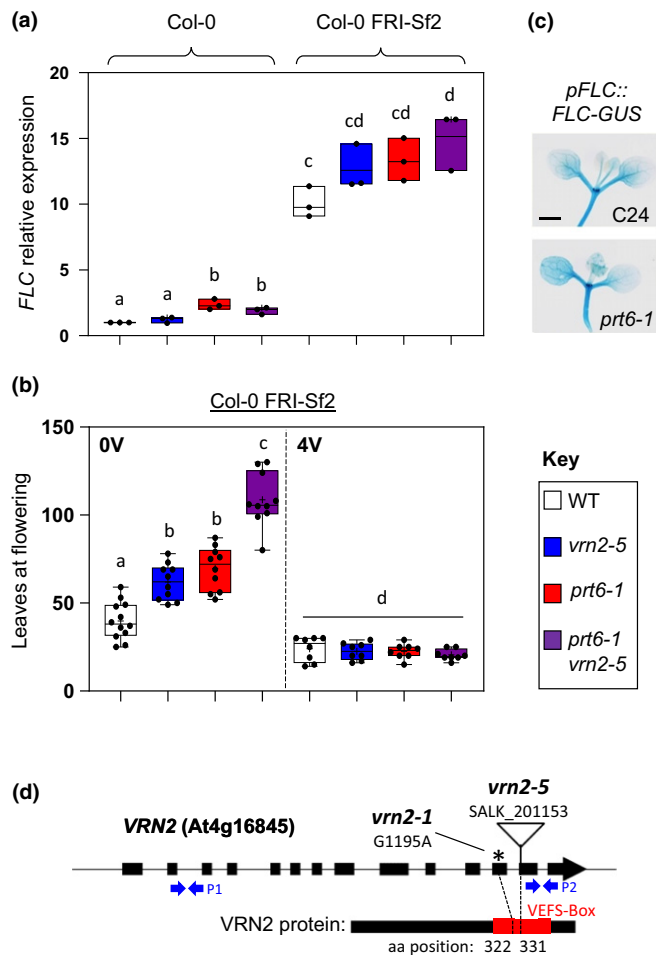 (a)
Col-0
Col-0 FRI-Sf2
FLC relative expression
20
15
10
5
0
a
a
b
b
c
cd
cd
d
(c)
pFLC::
FLC-GUS
C24
prt6-1
(b)
Col-0 FRI-Sf2
Leaves at flowering
150
100
50
0
0V
4V
a
b
b
c
d
Key
WT
vrn2-5
prt6-1
prt6-1
vrn2-5
(d)
VRN2 (At4g16845)
vrn2-1
G1195A
*
vrn2-5
SALK_201153
P1
P2
VEFS-Box
VRN2 protein:
aa position: 322 331